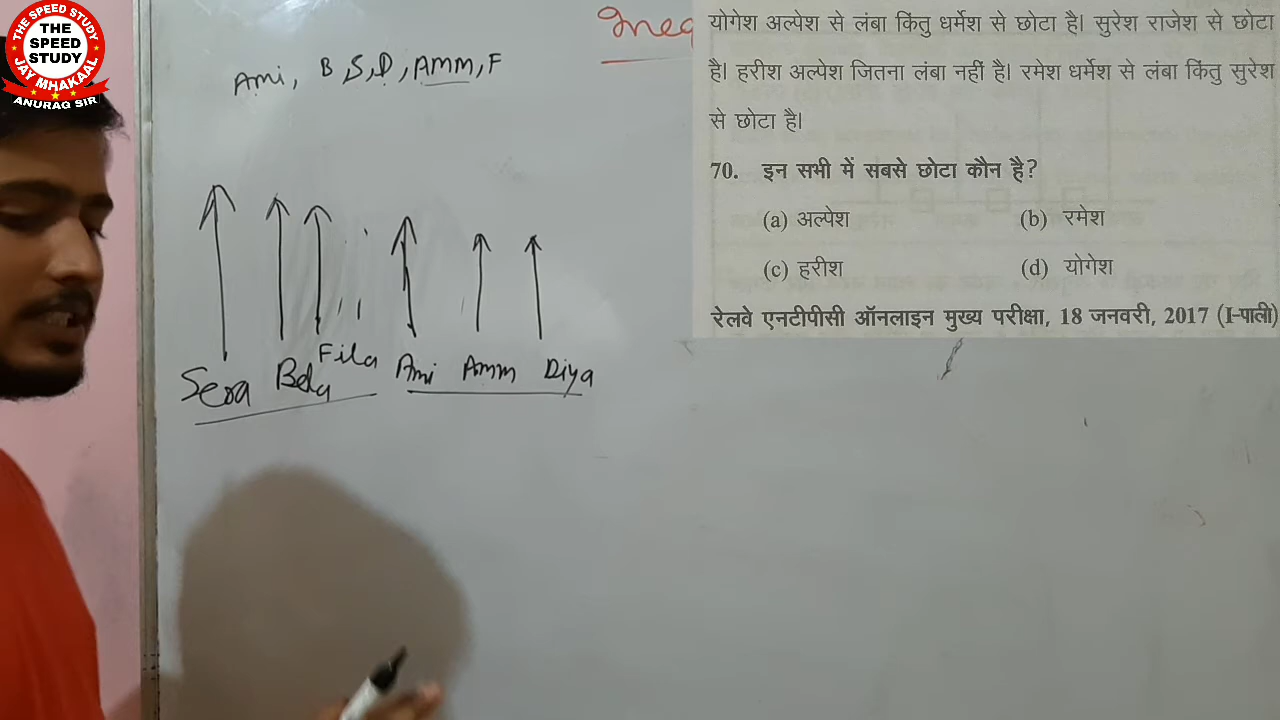 THE SPEED STUDY
THE
SPEED
STUDY
JAY MHAKAAL
ANURAG SIR
Ami, B, S, D, AMM, F
Sera Bela Fila Ami Amm Diya
योगेश अल्पेश से लंबा किंतु धर्मेश से छोटा है। सुरेश राजेश से छोटा
है। हरीश अल्पेश जितना लंबा नहीं है। रमेश धर्मेश से लंबा किंतु सुरेश
से छोटा है।
70. इन सभी में सबसे छोटा कौन है?
(a) अल्पेश (b) रमेश
(c) हरीश (d) योगेश
रेलवे एनटीपीसी ऑनलाइन मुख्य परीक्षा, 18 जनवरी, 2017 (I-पाली)